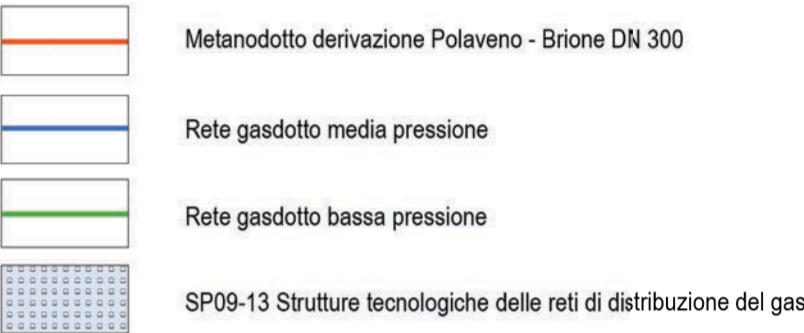 Metanodotto derivazione Polaveno - Brione DN 300
Rete gasdotto media pressione
Rete gasdotto bassa pressione
SP09-13 Strutture tecnologiche delle reti di distribuzione del gas